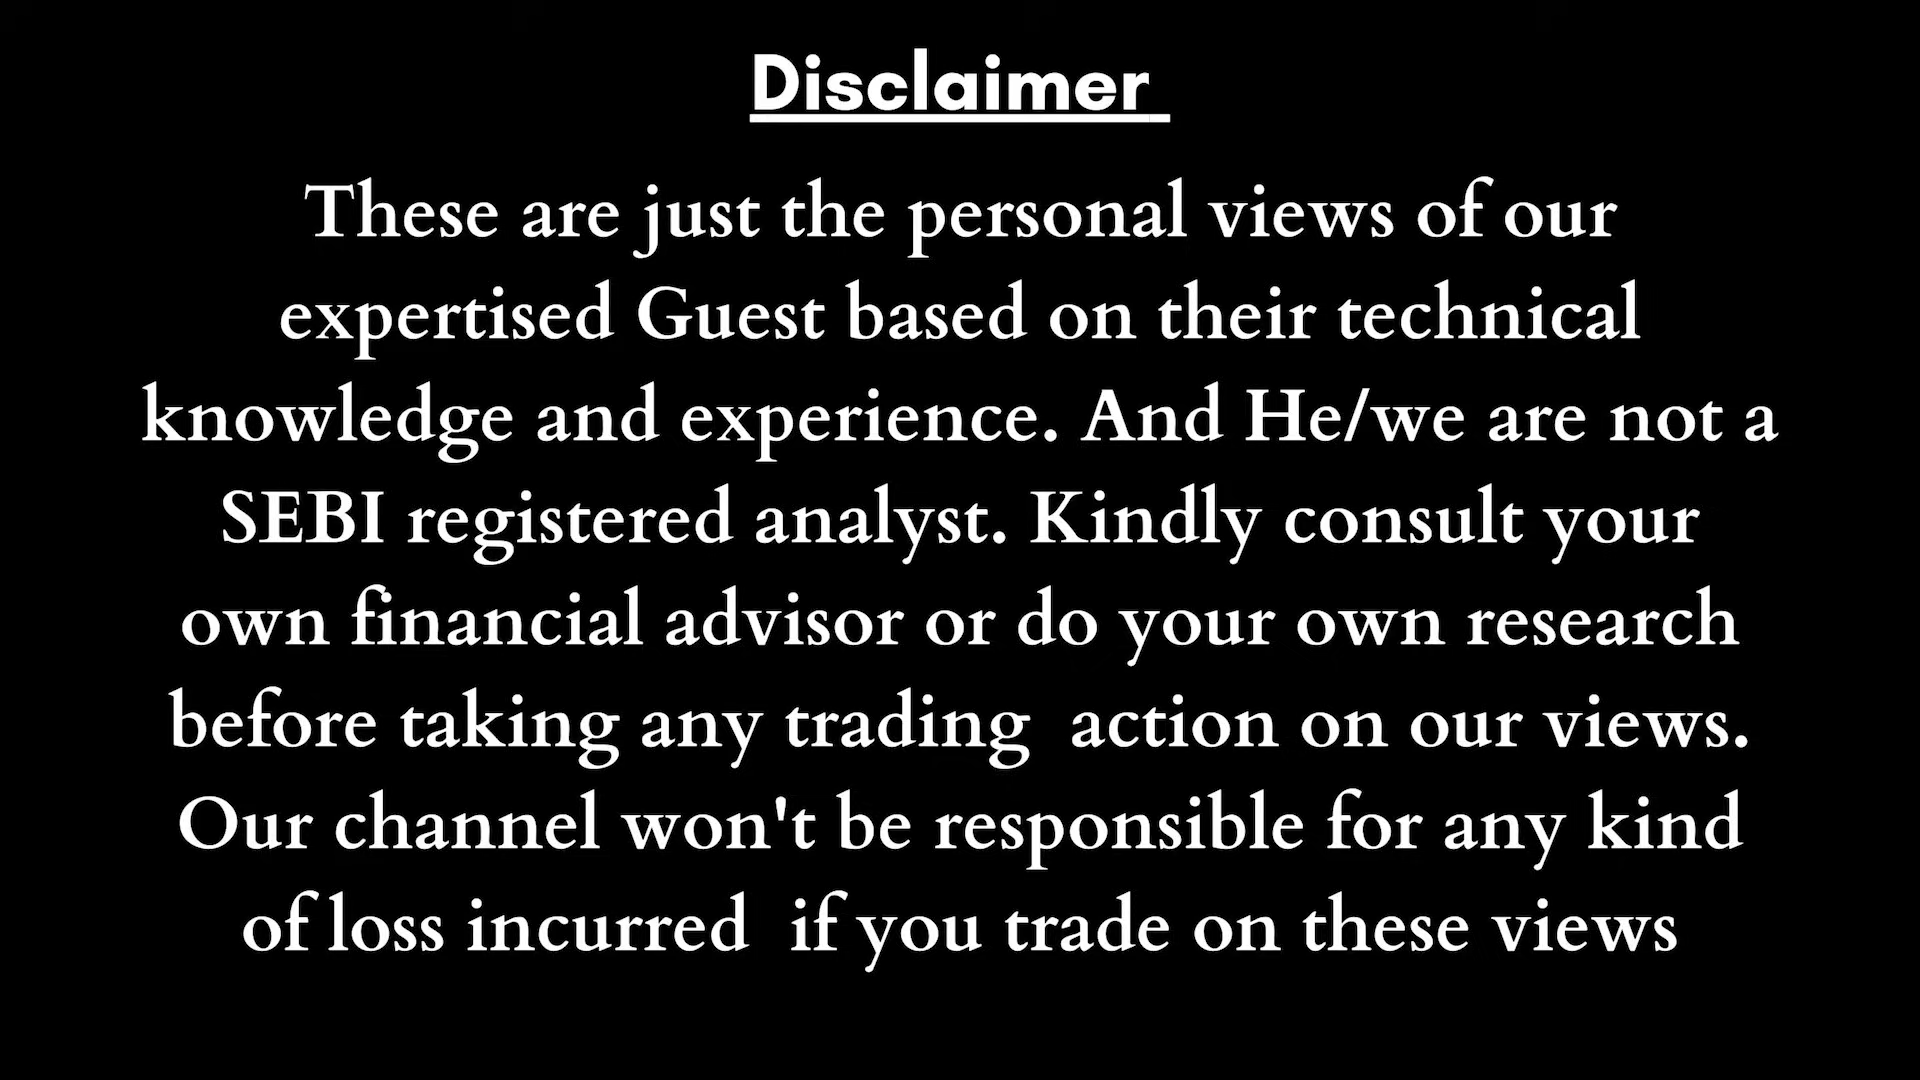 Disclaimer
These are just the personal views of our
expertised Guest based on their technical
knowledge and experience. And He/we are not a
SEBI registered analyst. Kindly consult your
own financial advisor or do your own research
before taking any trading  action on our views.
Our channel won't be responsible for any kind
of loss incurred  if you trade on these views